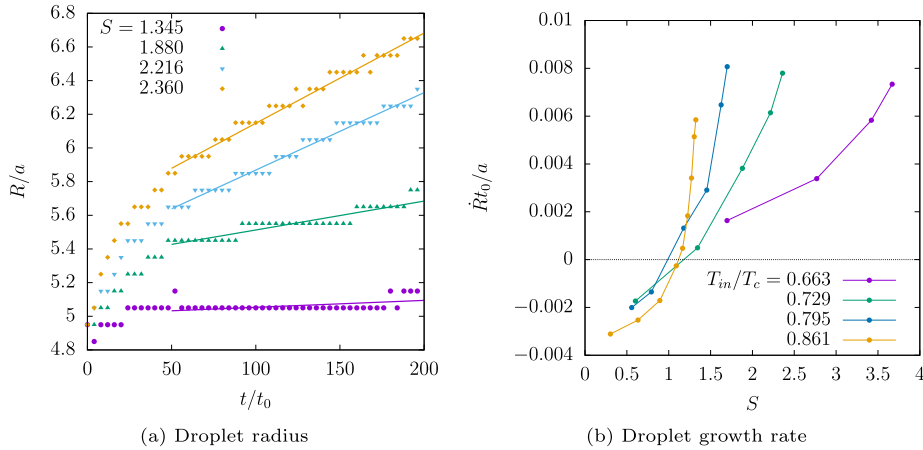 6.8
6.6
6.4
6.2
6
5.8
5.6
5.4
5.2
5
4.8
R/a
S = 1.345
1.880
2.216
2.360
0 50 100 150 200
t/t₀
(a) Droplet radius
0.01
0.008
0.006
0.004
0.002
0
−0.002
−0.004
Ṙt₀/a
T_in/T_c = 0.663
0.729
0.795
0.861
0 0.5 1 1.5 2 2.5 3 3.5 4
S
(b) Droplet growth rate